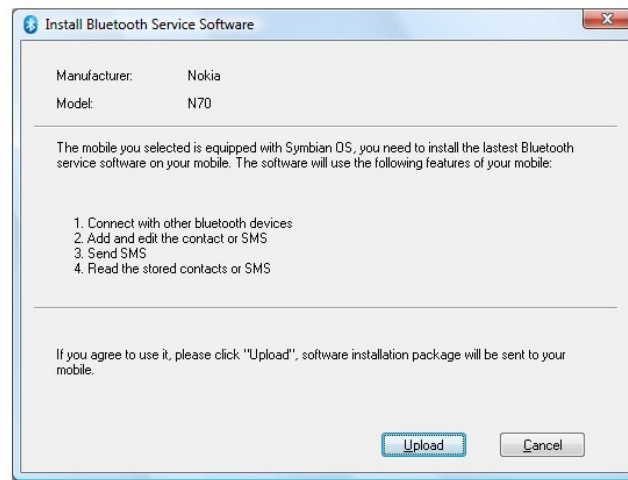 Install Bluetooth Service Software
Manufacturer: Nokia
Model: N70
The mobile you selected is equipped with Symbian OS, you need to install the lastest Bluetooth
service software on your mobile. The software will use the following features of your mobile:
1. Connect with other bluetooth devices
2. Add and edit the contact or SMS
3. Send SMS
4. Read the stored contacts or SMS
If you agree to use it, please click "Upload", software installation package will be sent to your
mobile.
Upload Cancel